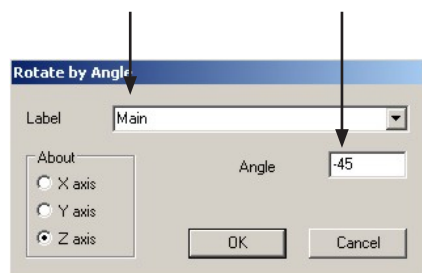 Rotate by Angle
Label Main
About
Angle -45
X axis
Y axis
Z axis
OK Cancel